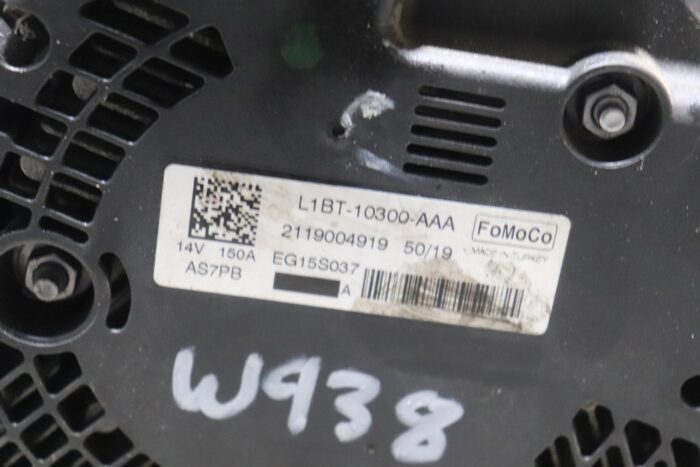 L1BT-10300-AAA
FoMoCo
2119004919 50/19
MADE IN TURKEY
14V 150A
EG15S037
AS7PB
A
W938